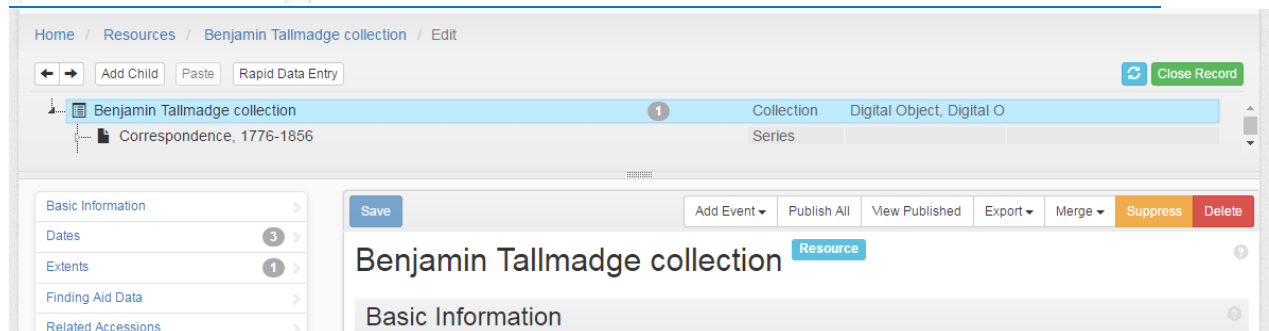 Home / Resources / Benjamin Tallmadge collection / Edit
Add Child Paste Rapid Data Entry Close Record
Benjamin Tallmadge collection 1 Collection Digital Object, Digital O
Correspondence, 1776-1856 Series
Basic Information
Dates 3
Extents 1
Finding Aid Data
Related Accessions
Save Add Event Publish All View Published Export Merge Suppress Delete
Benjamin Tallmadge collection Resource
Basic Information